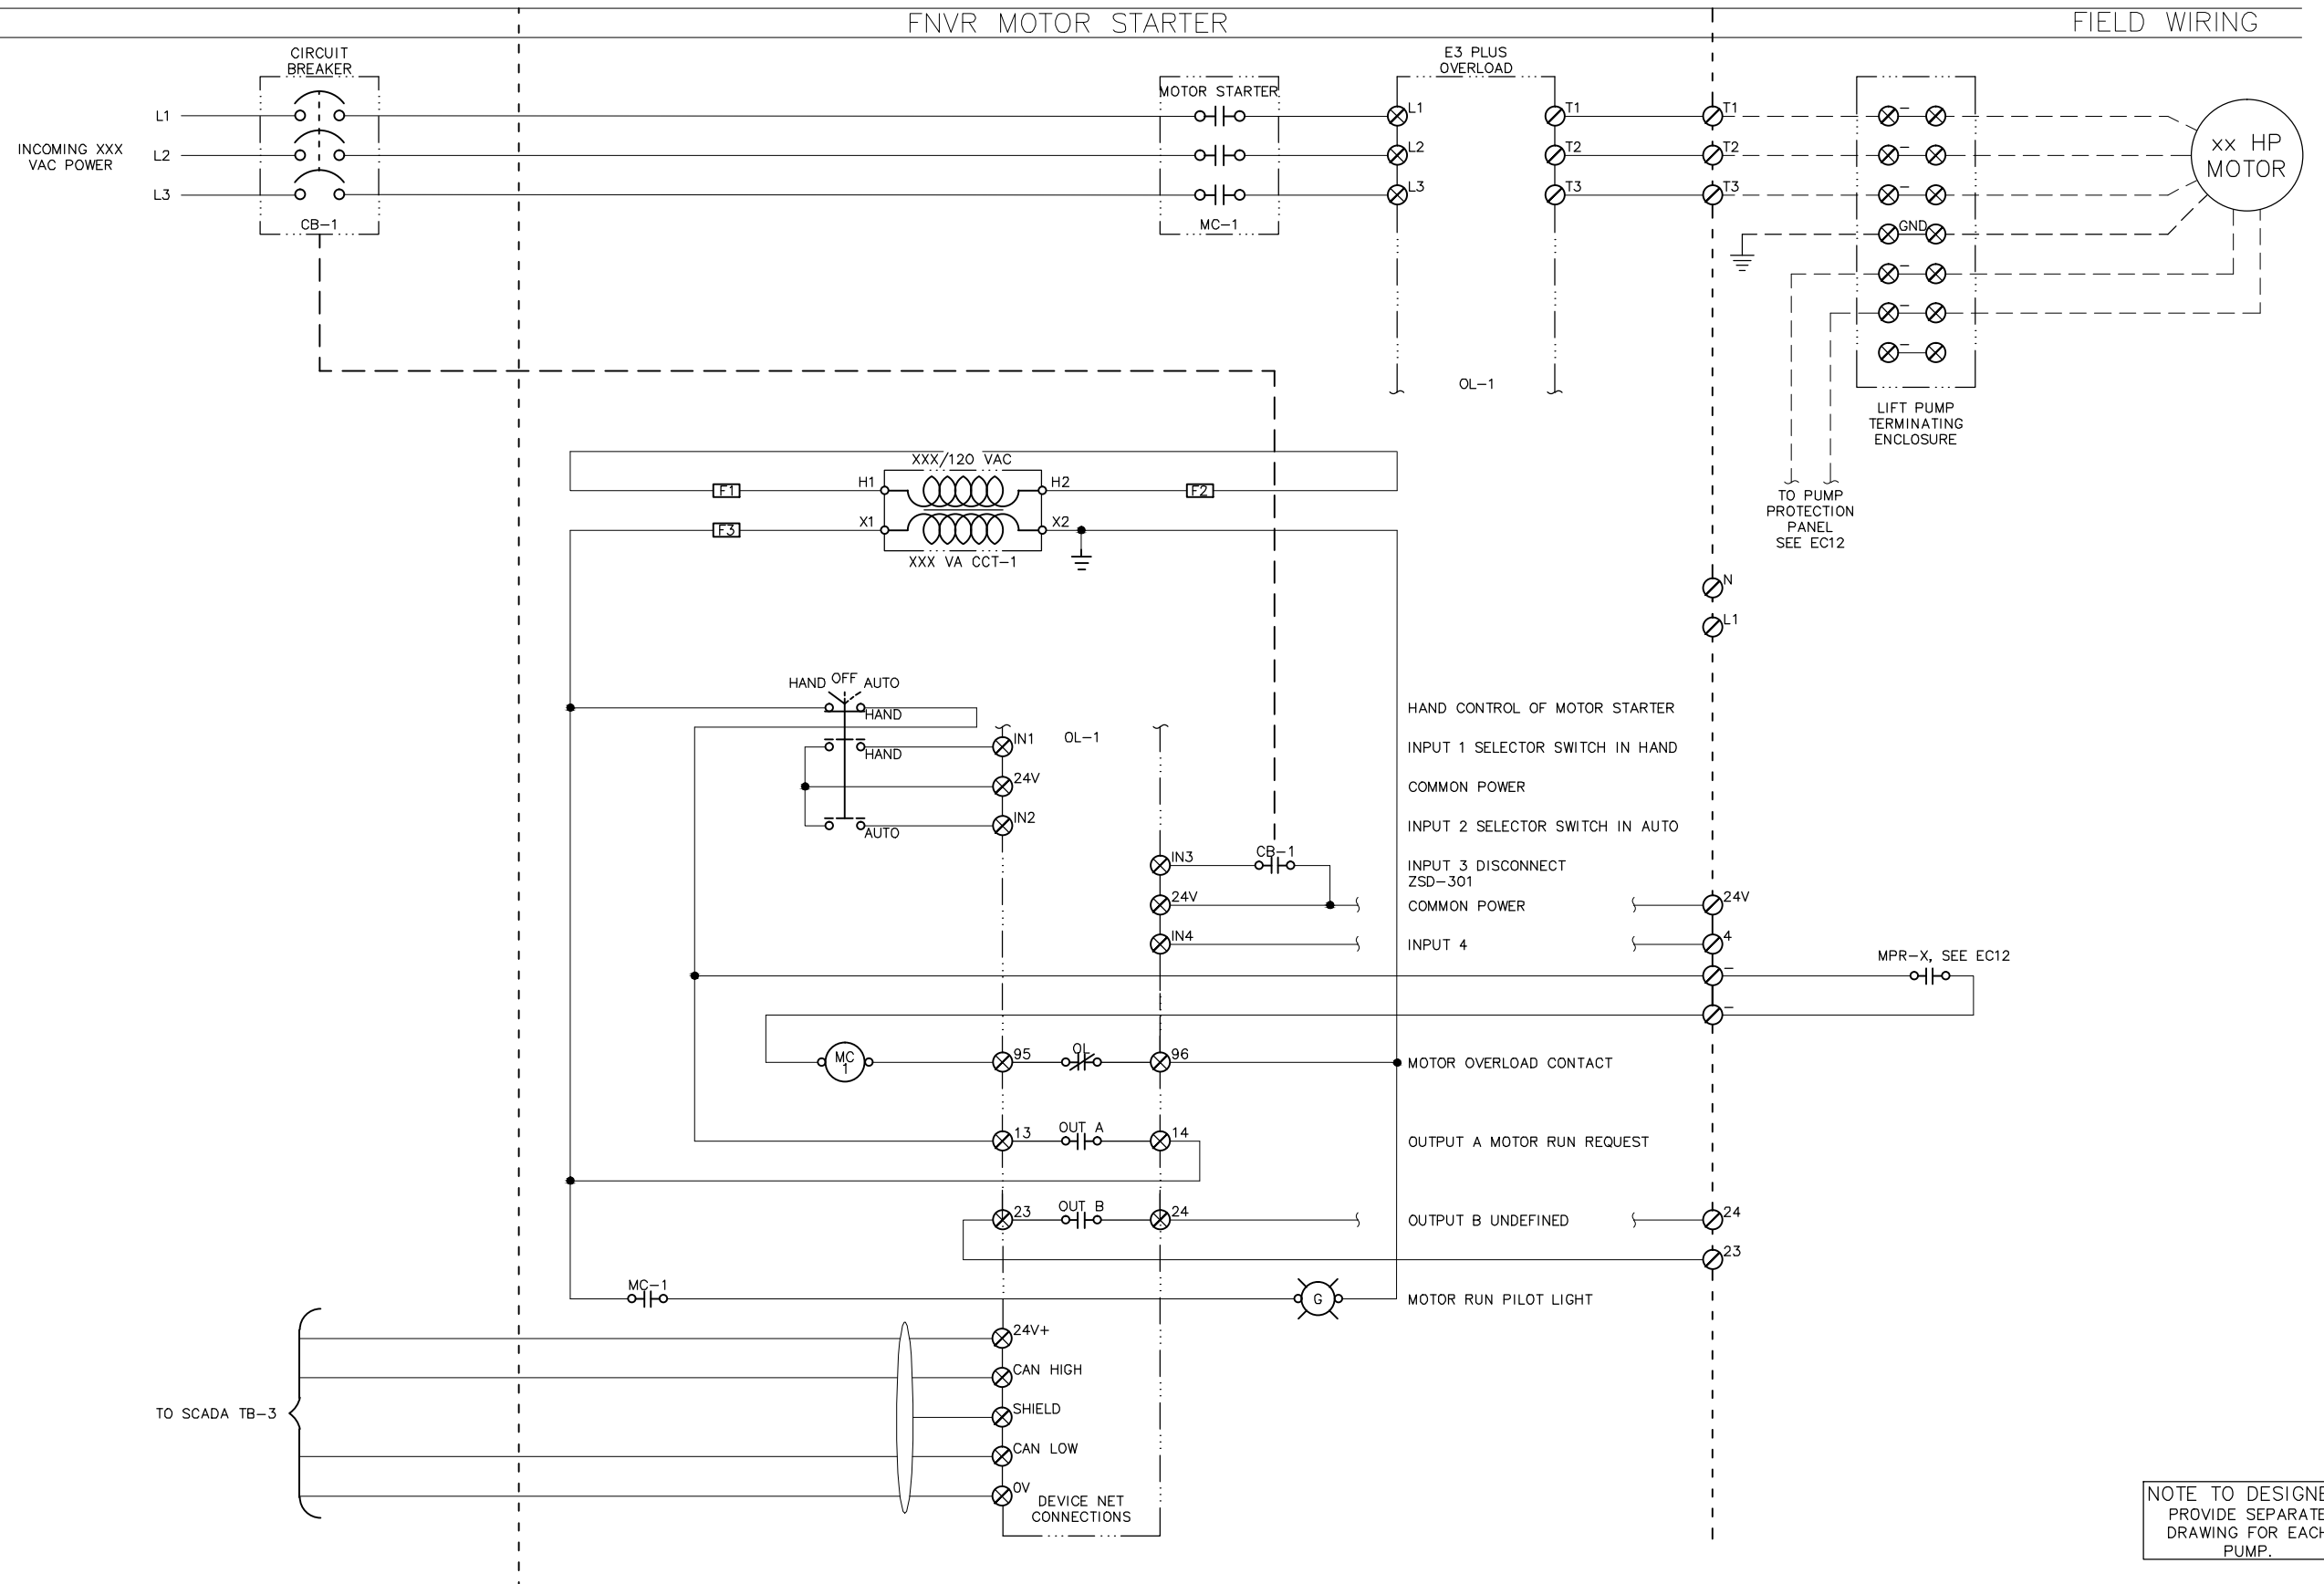 FNVR MOTOR STARTER
FIELD WIRING
CIRCUIT
BREAKER
E3 PLUS
OVERLOAD
MOTOR STARTER
L1
L1
T1
T1
-
INCOMING XXX
VAC POWER
L2
L2
T2
T2
-
xx HP
MOTOR
L3
L3
T3
T3
-
CB-1
MC-1
GND
-
-
-
OL-1
LIFT PUMP
TERMINATING
ENCLOSURE
XXX/120 VAC
F1
H1
H2
F2
F3
X1
X2
XXX VA CCT-1
TO PUMP
PROTECTION
PANEL
SEE EC12
N
L1
HAND
OFF
AUTO
HAND
HAND CONTROL OF MOTOR STARTER
HAND
IN1
OL-1
INPUT 1 SELECTOR SWITCH IN HAND
24V
COMMON POWER
AUTO
IN2
INPUT 2 SELECTOR SWITCH IN AUTO
IN3
CB-1
INPUT 3 DISCONNECT
ZSD-301
24V
COMMON POWER
24V
IN4
INPUT 4
4
-
MPR-X, SEE EC12
-
MC
1
95
OL
96
MOTOR OVERLOAD CONTACT
13
OUT A
14
OUTPUT A MOTOR RUN REQUEST
23
OUT B
24
OUTPUT B UNDEFINED
24
23
MC-1
G
MOTOR RUN PILOT LIGHT
24V+
CAN HIGH
TO SCADA TB-3
SHIELD
CAN LOW
0V
DEVICE NET
CONNECTIONS
NOTE TO DESIGNE
PROVIDE SEPARATE
DRAWING FOR EACH
PUMP.